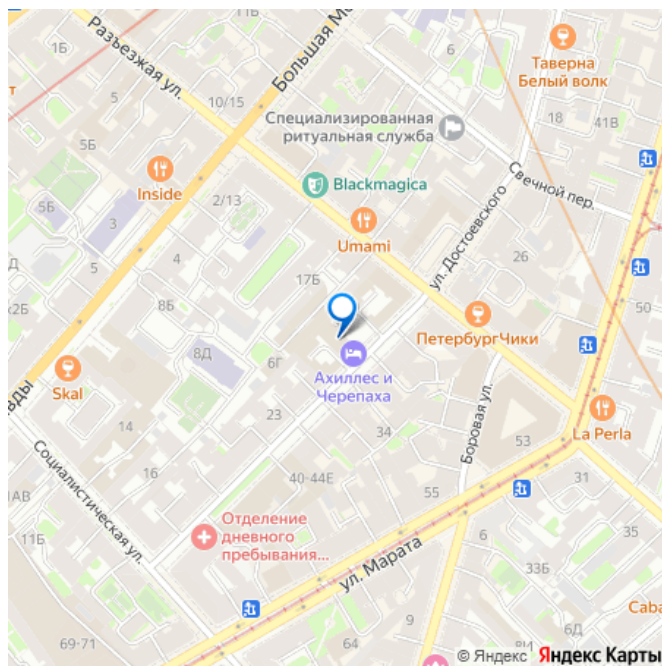 Разъезжая ул.
1Б
Большая Мо
6
Таверна
Белый волк
10/15
Специализированная
ритуальная служба
18
41В
5Б
Свечной пер.
Inside
Blackmagica
2/13
5Б
3
Umami
ул. Достоевского
26
4
17Б
5
50
8Б
ПетербургЧики
8Д
6Г
Ахиллес и
Черепаха
Skal
La Perla
23
Боровая ул.
14
34
53
Социалистическая ул.
16
40-44Е
55
31
Отделение
дневного
пребывания...
6
35
11Б
ул. Марата
33Б
Caba
9
6Д
69-71
64
© Яндекс Яндекс Карты